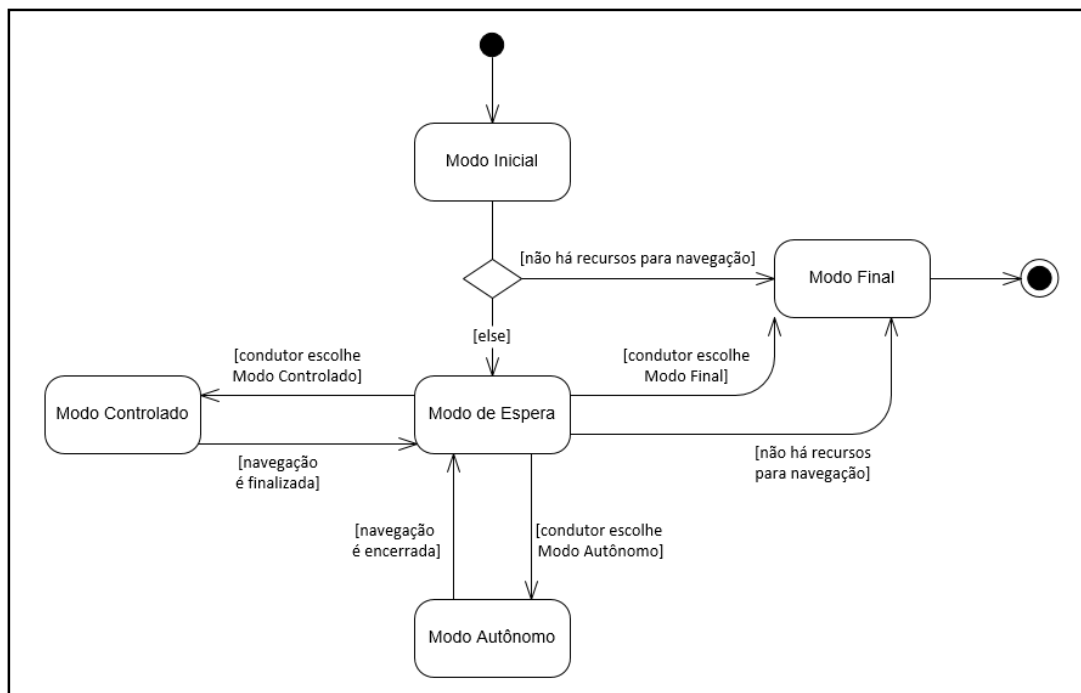 Modo Inicial
[não há recursos para navegação]
Modo Final
[else]
[condutor escolhe
Modo Controlado]
[condutor escolhe
Modo Final]
Modo Controlado
Modo de Espera
[navegação
é finalizada]
[não há recursos
para navegação]
[navegação
é encerrada]
[condutor escolhe
Modo Autônomo]
Modo Autônomo